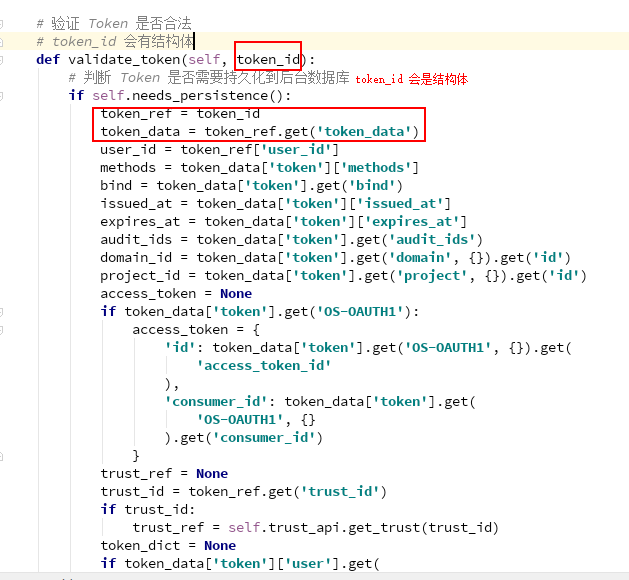 # 验证 Token 是否合法
# token_id 会有结构体
def validate_token(self, token_id):
# 判断 Token 是否需要持久化到后台数据库 token_id 会是结构体
if self.needs_persistence():
token_ref = token_id
token_data = token_ref.get('token_data')
user_id = token_ref['user_id']
methods = token_data['token']['methods']
bind = token_data['token'].get('bind')
issued_at = token_data['token']['issued_at']
expires_at = token_data['token']['expires_at']
audit_ids = token_data['token'].get('audit_ids')
domain_id = token_data['token'].get('domain', {}).get('id')
project_id = token_data['token'].get('project', {}).get('id')
access_token = None
if token_data['token'].get('OS-OAUTH1'):
access_token = {
'id': token_data['token'].get('OS-OAUTH1', {}).get(
'access_token_id'
),
'consumer_id': token_data['token'].get(
'OS-OAUTH1', {}
).get('consumer_id')
}
trust_ref = None
trust_id = token_ref.get('trust_id')
if trust_id:
trust_ref = self.trust_api.get_trust(trust_id)
token_dict = None
if token_data['token']['user'].get(